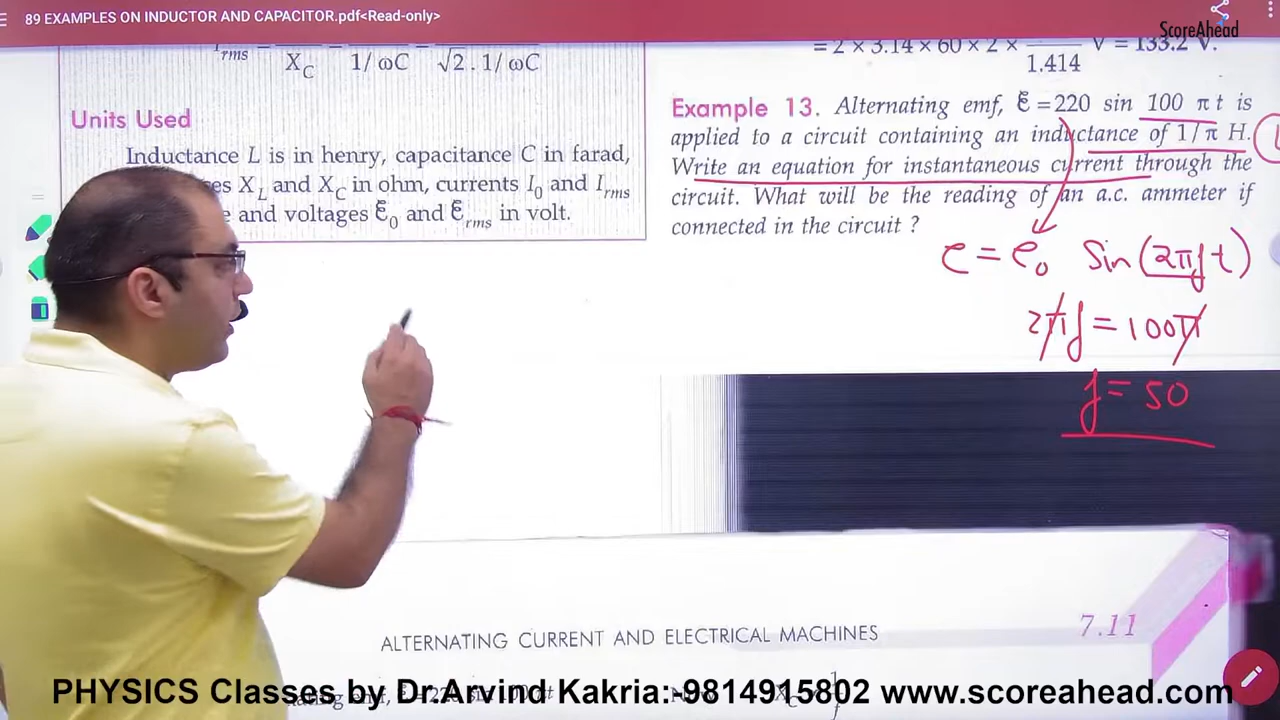 89 EXAMPLES ON INDUCTOR AND CAPACITOR.pdf<Read-only>
ScoreAhead
rms
X_C 1/ωC √2 . 1/ωC
Units Used
Inductance L is in henry, capacitance C in farad,
X_L and X_C in ohm, currents I_0 and I_rms
and voltages ℰ_0 and ℰ_rms in volt.
= 2 × 3.14 × 60 × 2 × 1.414 V = 133.2 V.
Example 13. Alternating emf, ℰ = 220 sin 100 π t is
applied to a circuit containing an inductance of 1/π H.
Write an equation for instantaneous current through the
circuit. What will be the reading of an a.c. ammeter if
connected in the circuit ?
e = e_0 Sin (2πft)
2πf = 100π
f = 50
ALTERNATING CURRENT AND ELECTRICAL MACHINES 7.11
PHYSICS Classes by Dr.Arvind Kakria:-9814915802 www.scoreahead.com